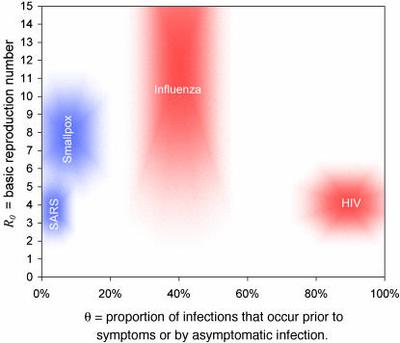 15
14
13
12
11
10
9
8
7
6
5
4
3
2
1
0
R₀ = basic reproduction number
Influenza
Smallpox
SARS
HIV
0% 20% 40% 60% 80% 100%
θ = proportion of infections that occur prior to
symptoms or by asymptomatic infection.